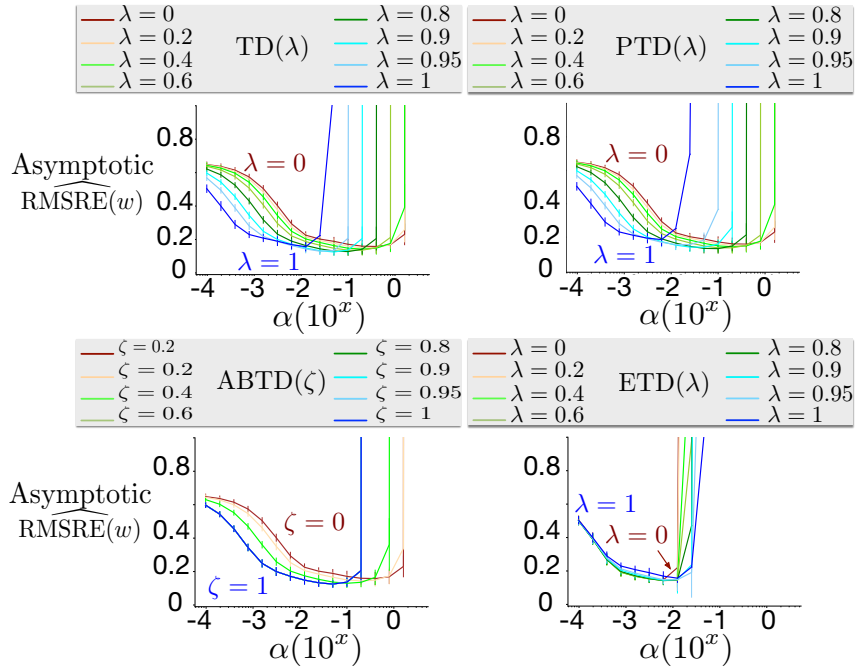 λ = 0
λ = 0.2
λ = 0.4
λ = 0.6
TD(λ)
λ = 0.8
λ = 0.9
λ = 0.95
λ = 1
λ = 0
λ = 0.2
λ = 0.4
λ = 0.6
PTD(λ)
λ = 0.8
λ = 0.9
λ = 0.95
λ = 1
Asymptotic
RMSRE(w)
0.8
0.4
0.2
0
λ = 0
λ = 1
-4 -3 -2 -1 0
α(10^x)
0.8
0.4
0.2
0
λ = 0
λ = 1
-4 -3 -2 -1 0
α(10^x)
ζ = 0.2
ζ = 0.2
ζ = 0.4
ζ = 0.6
ABTD(ζ)
ζ = 0.8
ζ = 0.9
ζ = 0.95
ζ = 1
λ = 0
λ = 0.2
λ = 0.4
λ = 0.6
ETD(λ)
λ = 0.8
λ = 0.9
λ = 0.95
λ = 1
Asymptotic
RMSRE(w)
0.8
0.4
0.2
0
ζ = 0
ζ = 1
-4 -3 -2 -1 0
α(10^x)
0.8
0.4
0.2
0
λ = 1
λ = 0
-4 -3 -2 -1 0
α(10^x)